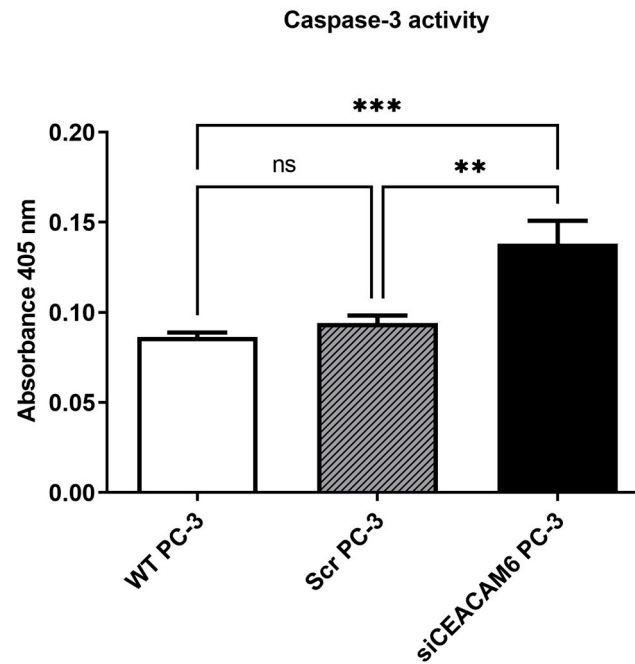 Caspase-3 activity
***
ns
**
0.20
0.15
0.10
0.05
0.00
Absorbance 405 nm
WT PC-3
Scr PC-3
siCEACAM6 PC-3